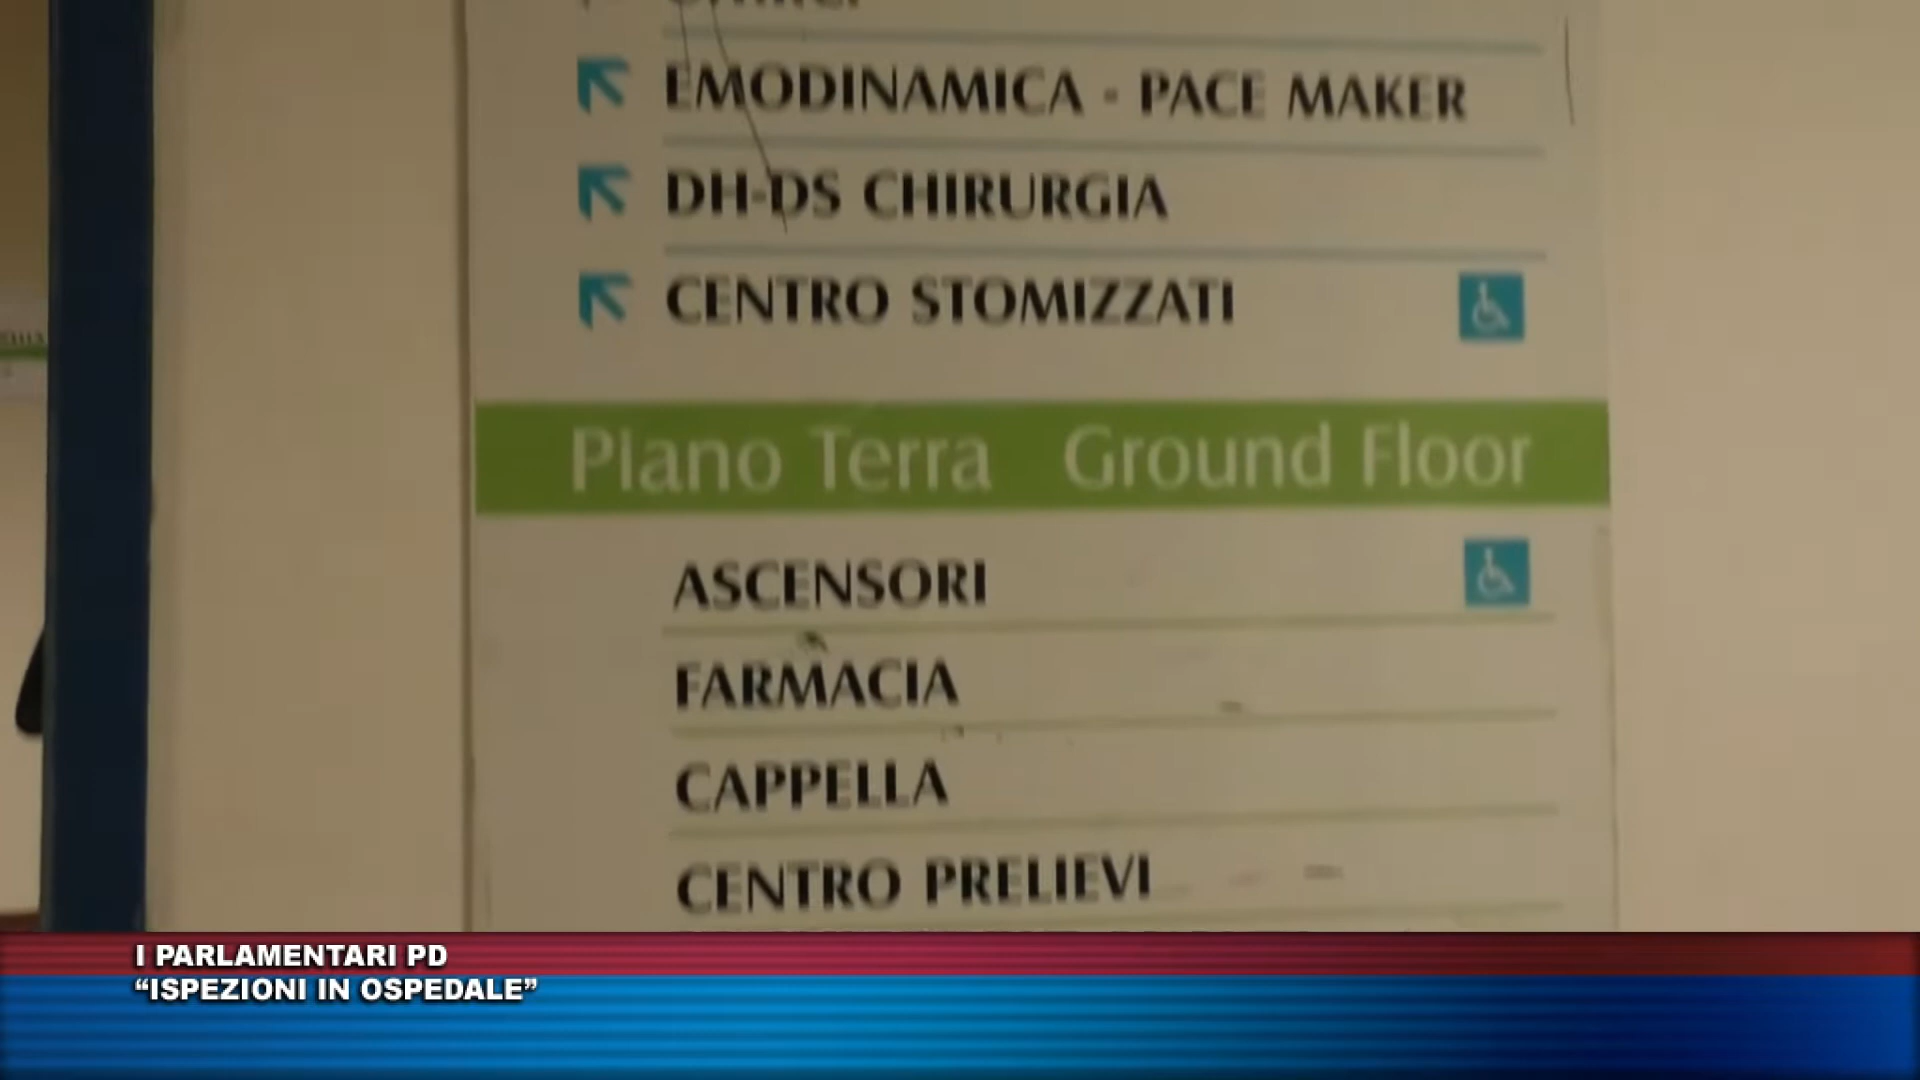 EMODINAMICA - PACE MAKER
DH-DS CHIRURGIA
CENTRO STOMIZZATI
Piano Terra Ground Floor
ASCENSORI
FARMACIA
CAPPELLA
CENTRO PRELIEVI
I PARLAMENTARI PD
“ISPEZIONI IN OSPEDALE”